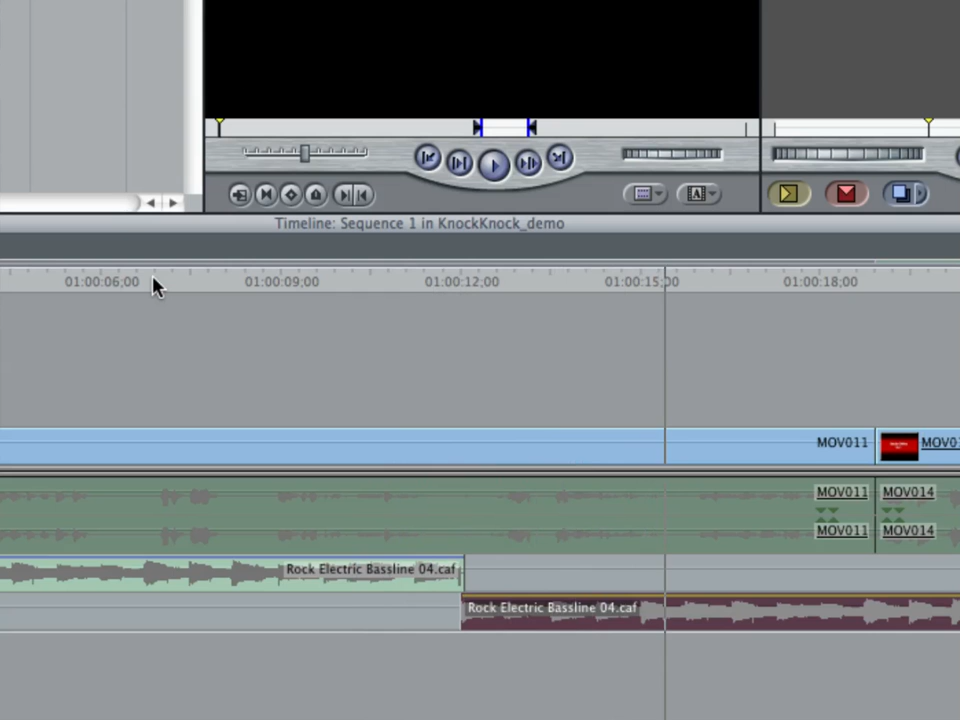 A
Timeline: Sequence 1 in KnockKnock_demo
01:00:06;00 01:00:09;00 01:00:12;00 01:00:15;00 01:00:18;00
MOV011 MOV0
MOV011 MOV014
MOV011 MOV014
Rock Electric Bassline 04.caf
Rock Electric Bassline 04.caf